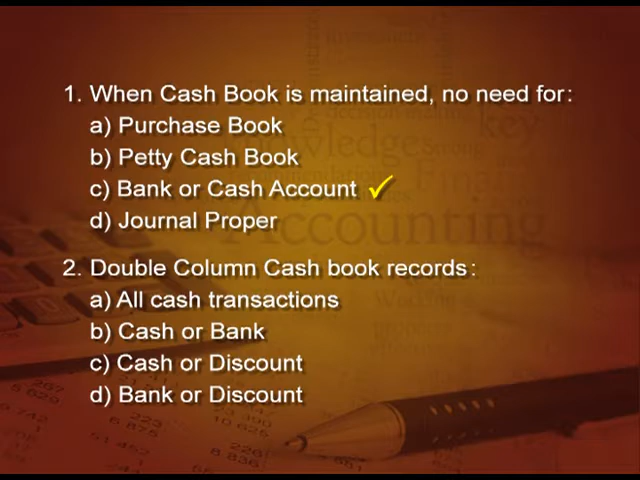 1. When Cash Book is maintained, no need for:
a) Purchase Book
b) Petty Cash Book
c) Bank or Cash Account ✓
d) Journal Proper
2. Double Column Cash book records:
a) All cash transactions
b) Cash or Bank
c) Cash or Discount
d) Bank or Discount
key
Accounting